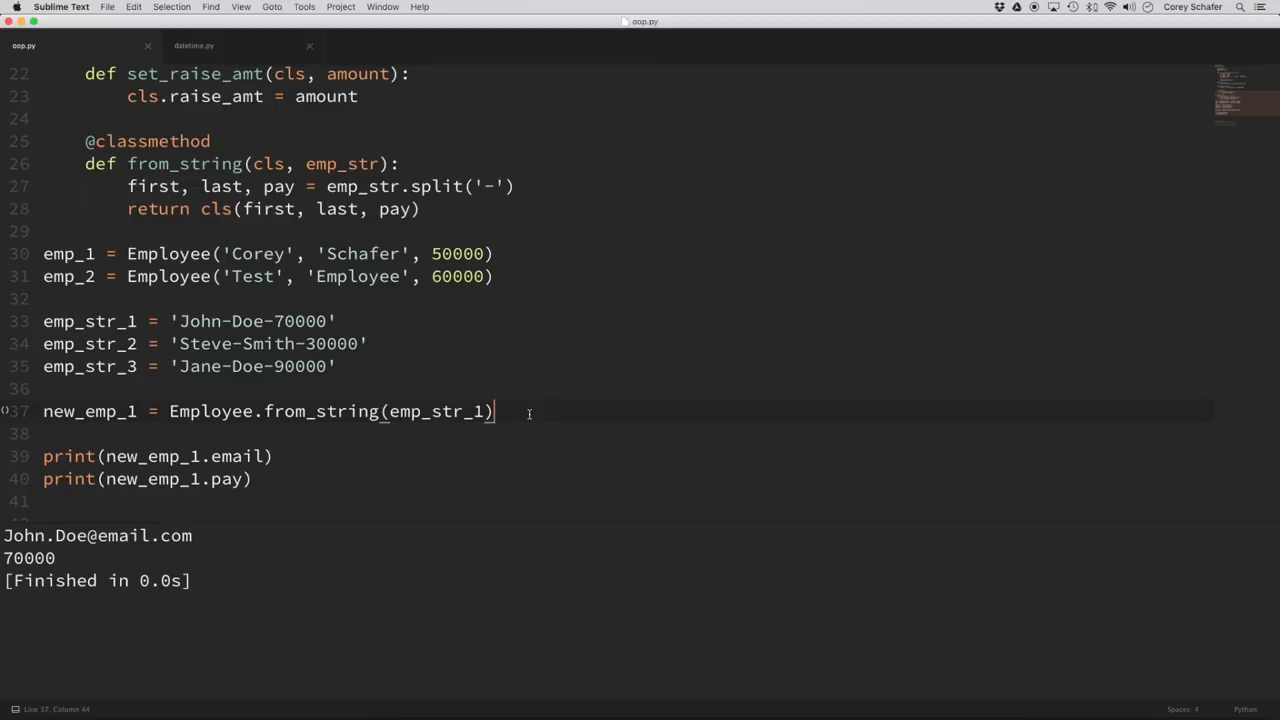 Sublime Text File Edit Selection Find View Goto Tools Project Window Help Corey Schafer
oop.py
oop.py datetime.py
22 def set_raise_amt(cls, amount):
23 cls.raise_amt = amount
24
25 @classmethod
26 def from_string(cls, emp_str):
27 first, last, pay = emp_str.split('-')
28 return cls(first, last, pay)
29
30 emp_1 = Employee('Corey', 'Schafer', 50000)
31 emp_2 = Employee('Test', 'Employee', 60000)
32
33 emp_str_1 = 'John-Doe-70000'
34 emp_str_2 = 'Steve-Smith-30000'
35 emp_str_3 = 'Jane-Doe-90000'
36
37 new_emp_1 = Employee.from_string(emp_str_1)
38
39 print(new_emp_1.email)
40 print(new_emp_1.pay)
41
John.Doe@email.com
70000
[Finished in 0.0s]
Line 37, Column 44 Spaces: 4 Python